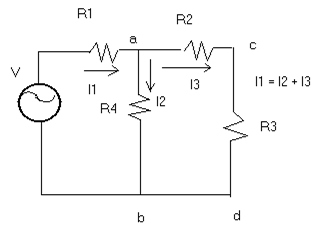 R1
R2
a
c
V
I1
I3
I1 = I2 + I3
I2
R4
R3
b
d